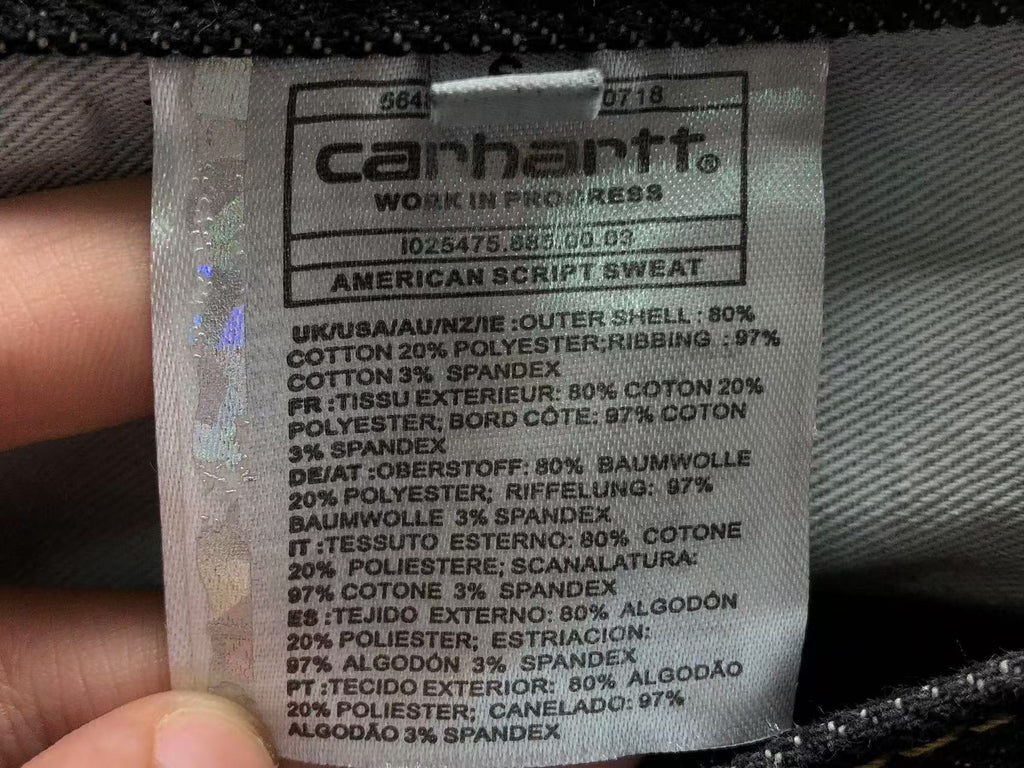 0718
carhartt®
WORK IN PROGRESS
AMERICAN SCRIPT SWEAT
UK/USA/AU/NZ/IE :OUTER SHELL : 80%
COTTON 20% POLYESTER;RIBBING : 97%
COTTON 3% SPANDEX
FR :TISSU EXTERIEUR: 80% COTON 20%
POLYESTER; BORD CÔTE: 97% COTON
3% SPANDEX
DE/AT :OBERSTOFF: 80% BAUMWOLLE
20% POLYESTER; RIFFELUNG: 97%
BAUMWOLLE 3% SPANDEX
IT :TESSUTO ESTERNO: 80% COTONE
20% POLIESTERE; SCANALATURA:
97% COTONE 3% SPANDEX
ES :TEJIDO EXTERNO: 80% ALGODÓN
20% POLIESTER; ESTRIACION:
97% ALGODÓN 3% SPANDEX
PT :TECIDO EXTERIOR: 80% ALGODÃO
20% POLIESTER; CANELADO: 97%
ALGODÃO 3% SPANDEX